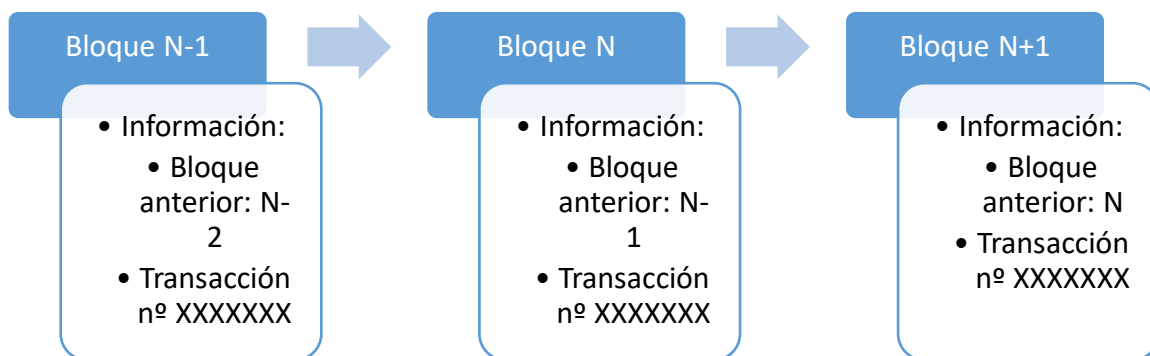 Bloque N-1
• Información:
• Bloque
anterior: N-
2
• Transacción
nº XXXXXXX
Bloque N
• Información:
• Bloque
anterior: N-
1
• Transacción
nº XXXXXXX
Bloque N+1
• Información:
• Bloque
anterior: N
• Transacción
nº XXXXXXX